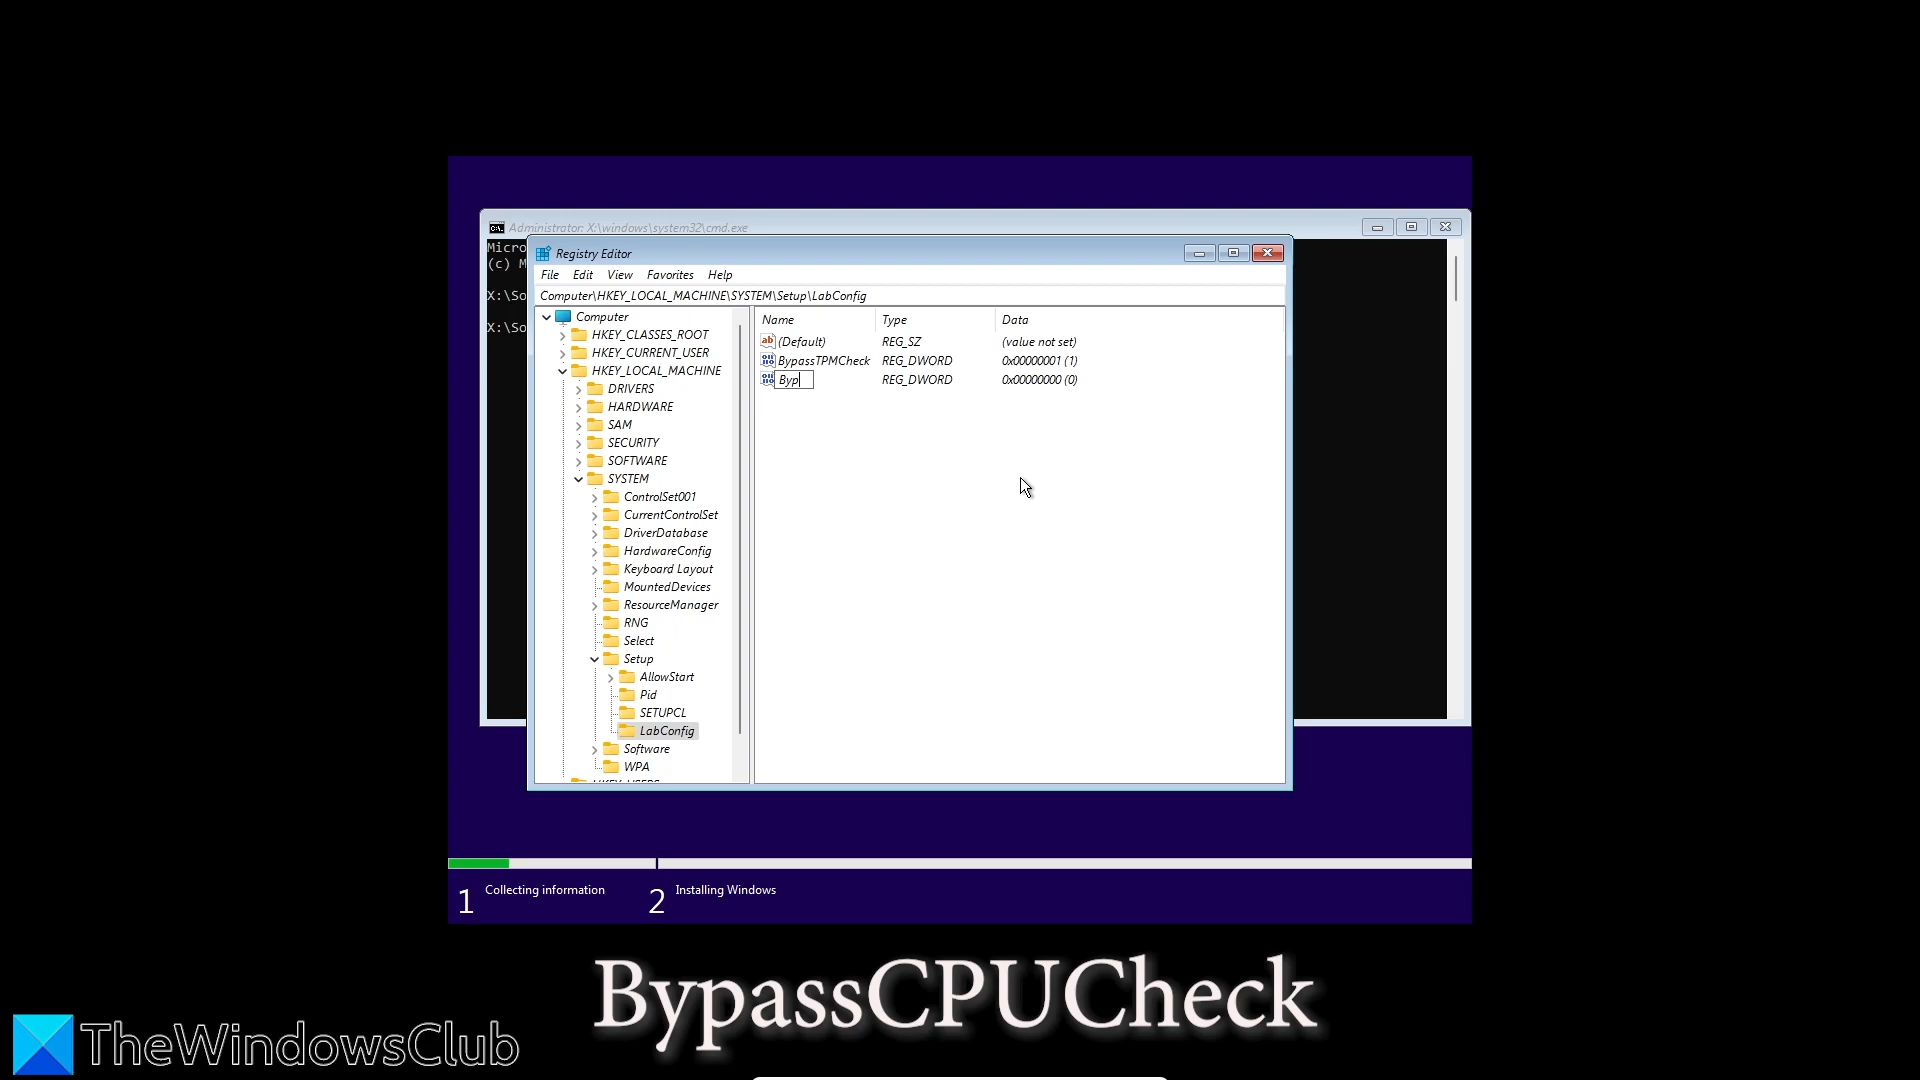 Administrator: X:\windows\system32\cmd.exe
Micro
(c) M
X:\So
X:\So
Registry Editor
File Edit View Favorites Help
Computer\HKEY_LOCAL_MACHINE\SYSTEM\Setup\LabConfig
Computer
HKEY_CLASSES_ROOT
HKEY_CURRENT_USER
HKEY_LOCAL_MACHINE
DRIVERS
HARDWARE
SAM
SECURITY
SOFTWARE
SYSTEM
ControlSet001
CurrentControlSet
DriverDatabase
HardwareConfig
Keyboard Layout
MountedDevices
ResourceManager
RNG
Select
Setup
AllowStart
Pid
SETUPCL
LabConfig
Software
WPA
HKEY_USERS
Name Type Data
(Default) REG_SZ (value not set)
BypassTPMCheck REG_DWORD 0x00000001 (1)
Byp REG_DWORD 0x00000000 (0)
1 Collecting information 2 Installing Windows
BypassCPUCheck
TheWindowsClub